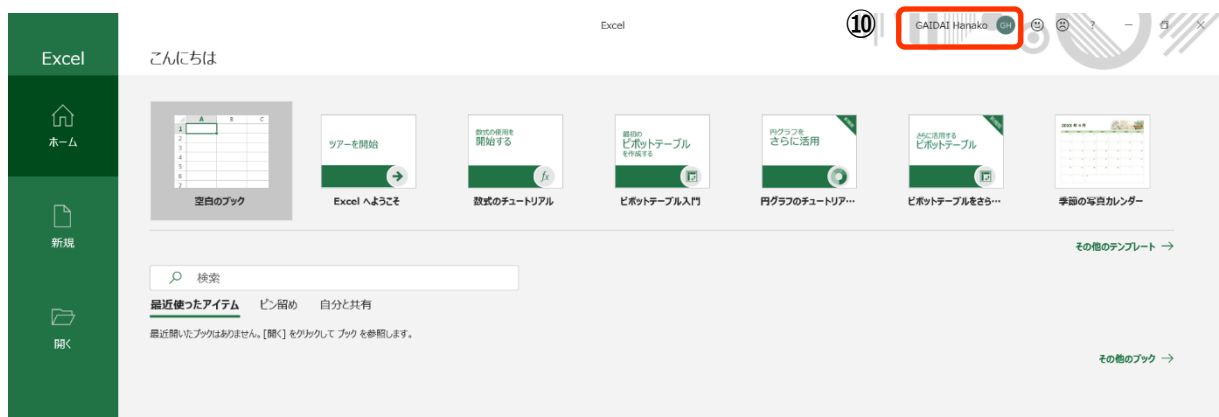 Excel
⑩
GAIDAI Hanako GH ?
Excel
こんにちは
ホーム
新規
開く
A B C
1
2
3
4
5
6
7
空白のブック
ツアーを開始
Excel へようこそ
数式の使用を
開始する
fx
数式のチュートリアル
最初の
ピボットテーブル
を作成する
ピボットテーブル入門
円グラフを
さらに活用
円グラフのチュートリア…
さらに活用する
ピボットテーブル
ピボットテーブルをさら…
季節の写真カレンダー
その他のテンプレート →
検索
最近使ったアイテム ピン留め 自分と共有
最近開いたブックはありません。[開く] をクリックして ブック を参照します。
その他のブック →